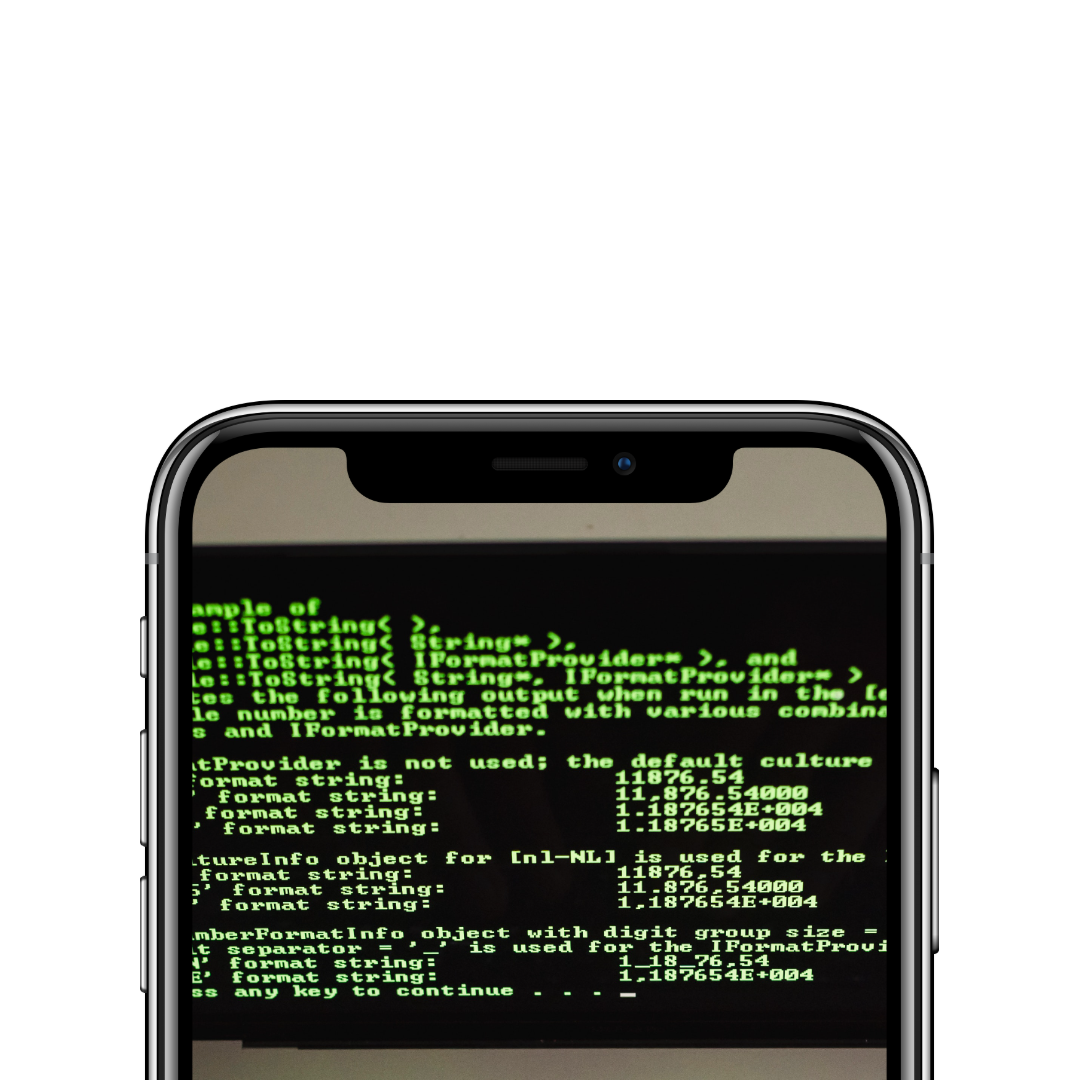 ample of
e::ToString( ),
le::ToString( String* ),
le::ToString( IFormatProvider* ), and
le::ToString( String*, IFormatProvider* )
tes the following output when run in the [e
le number is formatted with various combina
s and IFormatProvider.
atProvider is not used; the default culture
format string: 11876.54
' format string: 11,876.54000
format string: 1.187654E+004
' format string: 1.18765E+004
ltureInfo object for [nl-NL] is used for the
format string: 11876,54
5' format string: 11.876,54000
' format string: 1,187654E+004
mberFormatInfo object with digit group size =
t separator = '_' is used for the IFormatProvi
' format string: 1_18_76,54
E' format string: 1,187654E+004
ss any key to continue . . . _